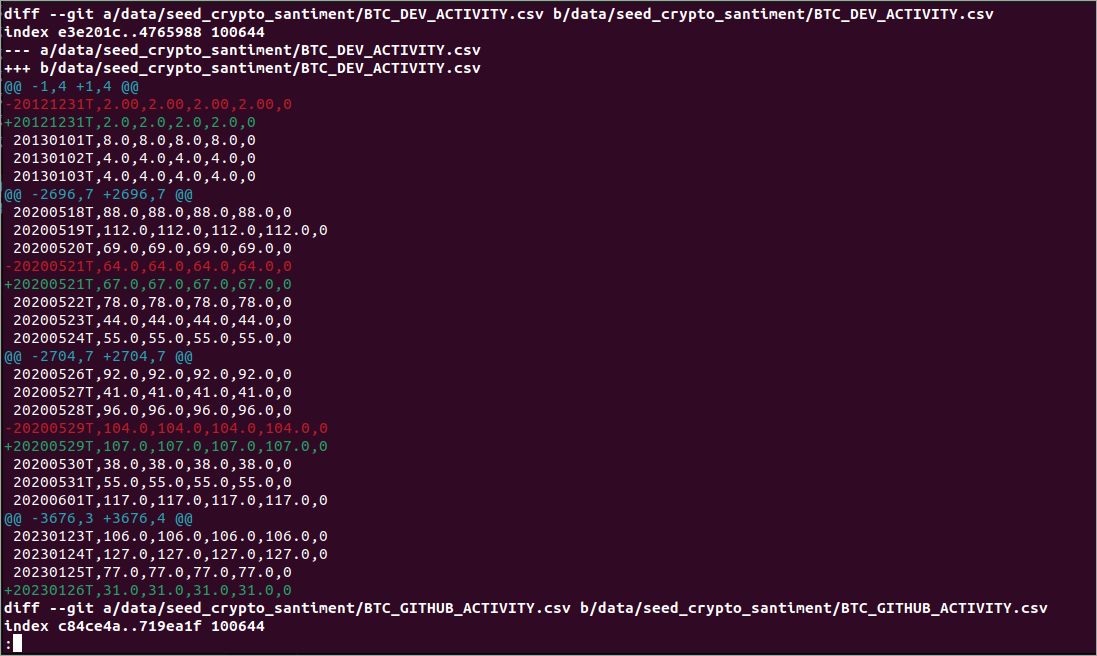 diff --git a/data/seed_crypto_santiment/BTC_DEV_ACTIVITY.csv b/data/seed_crypto_santiment/BTC_DEV_ACTIVITY.csv
index e3e201c..4765988 100644
--- a/data/seed_crypto_santiment/BTC_DEV_ACTIVITY.csv
+++ b/data/seed_crypto_santiment/BTC_DEV_ACTIVITY.csv
@@ -1,4 +1,4 @@
-20121231T,2.00,2.00,2.00,2.00,0
+20121231T,2.0,2.0,2.0,2.0,0
 20130101T,8.0,8.0,8.0,8.0,0
 20130102T,4.0,4.0,4.0,4.0,0
 20130103T,4.0,4.0,4.0,4.0,0
@@ -2696,7 +2696,7 @@
 20200518T,88.0,88.0,88.0,88.0,0
 20200519T,112.0,112.0,112.0,112.0,0
 20200520T,69.0,69.0,69.0,69.0,0
-20200521T,64.0,64.0,64.0,64.0,0
+20200521T,67.0,67.0,67.0,67.0,0
 20200522T,78.0,78.0,78.0,78.0,0
 20200523T,44.0,44.0,44.0,44.0,0
 20200524T,55.0,55.0,55.0,55.0,0
@@ -2704,7 +2704,7 @@
 20200526T,92.0,92.0,92.0,92.0,0
 20200527T,41.0,41.0,41.0,41.0,0
 20200528T,96.0,96.0,96.0,96.0,0
-20200529T,104.0,104.0,104.0,104.0,0
+20200529T,107.0,107.0,107.0,107.0,0
 20200530T,38.0,38.0,38.0,38.0,0
 20200531T,55.0,55.0,55.0,55.0,0
 20200601T,117.0,117.0,117.0,117.0,0
@@ -3676,3 +3676,4 @@
 20230123T,106.0,106.0,106.0,106.0,0
 20230124T,127.0,127.0,127.0,127.0,0
 20230125T,77.0,77.0,77.0,77.0,0
+20230126T,31.0,31.0,31.0,31.0,0
diff --git a/data/seed_crypto_santiment/BTC_GITHUB_ACTIVITY.csv b/data/seed_crypto_santiment/BTC_GITHUB_ACTIVITY.csv
index c84ce4a..719ea1f 100644
: